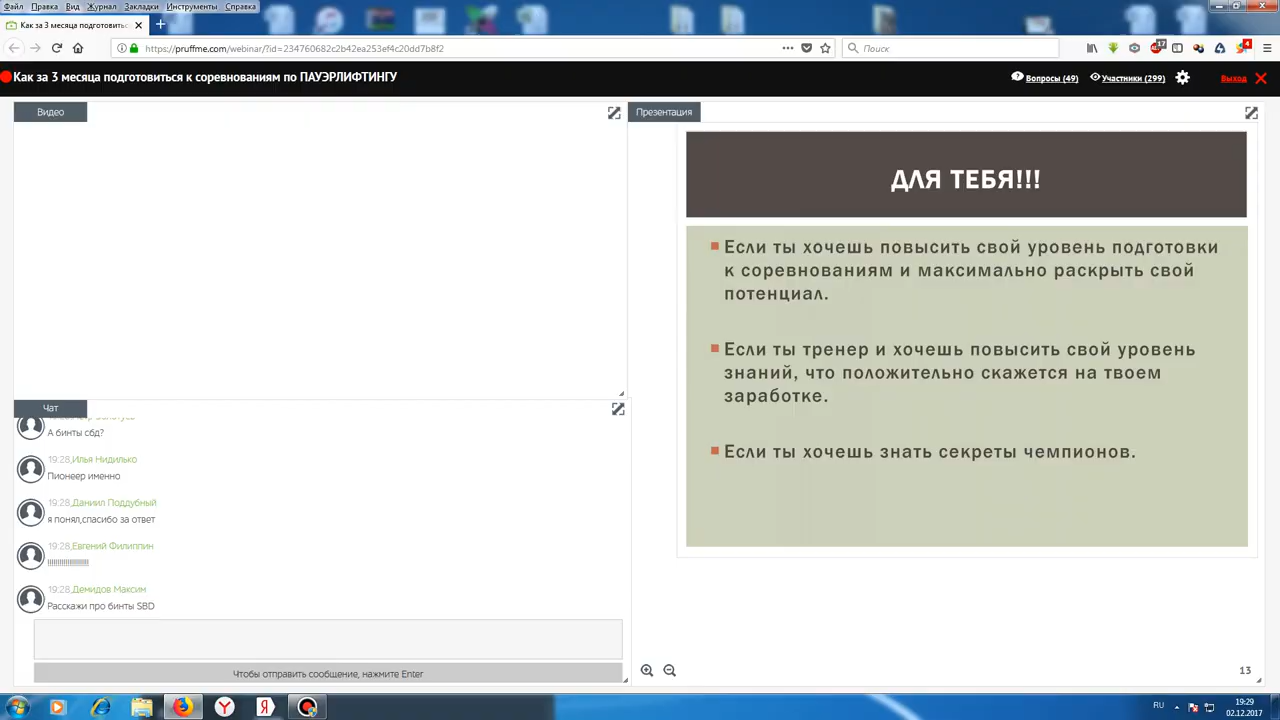 Файл Правка Вид Журнал Закладки Инструменты Справка
Как за 3 месяца подготовитьс
https://pruffme.com/webinar/?id=234760682c2b42ea253ef4c20dd7b8f2
Поиск
17
4
Как за 3 месяца подготовиться к соревнованиям по ПАУЭРЛИФТИНГУ
Вопросы (49)
Участники (299)
Выход
Видео
Чат
А бинты сбд?
19:28,Илья Нидилько
Пионеер именно
19:28,Даниил Поддубный
я понял,спасибо за ответ
19:28,Евгений Филиппин
19:28,Демидов Максим
Расскажи про бинты SBD
Чтобы отправить сообщение, нажмите Enter
Презентация
ДЛЯ ТЕБЯ!!!
Если ты хочешь повысить свой уровень подготовки
к соревнованиям и максимально раскрыть свой
потенциал.
Если ты тренер и хочешь повысить свой уровень
знаний, что положительно скажется на твоем
заработке.
Если ты хочешь знать секреты чемпионов.
13
RU
19:29
02.12.2017